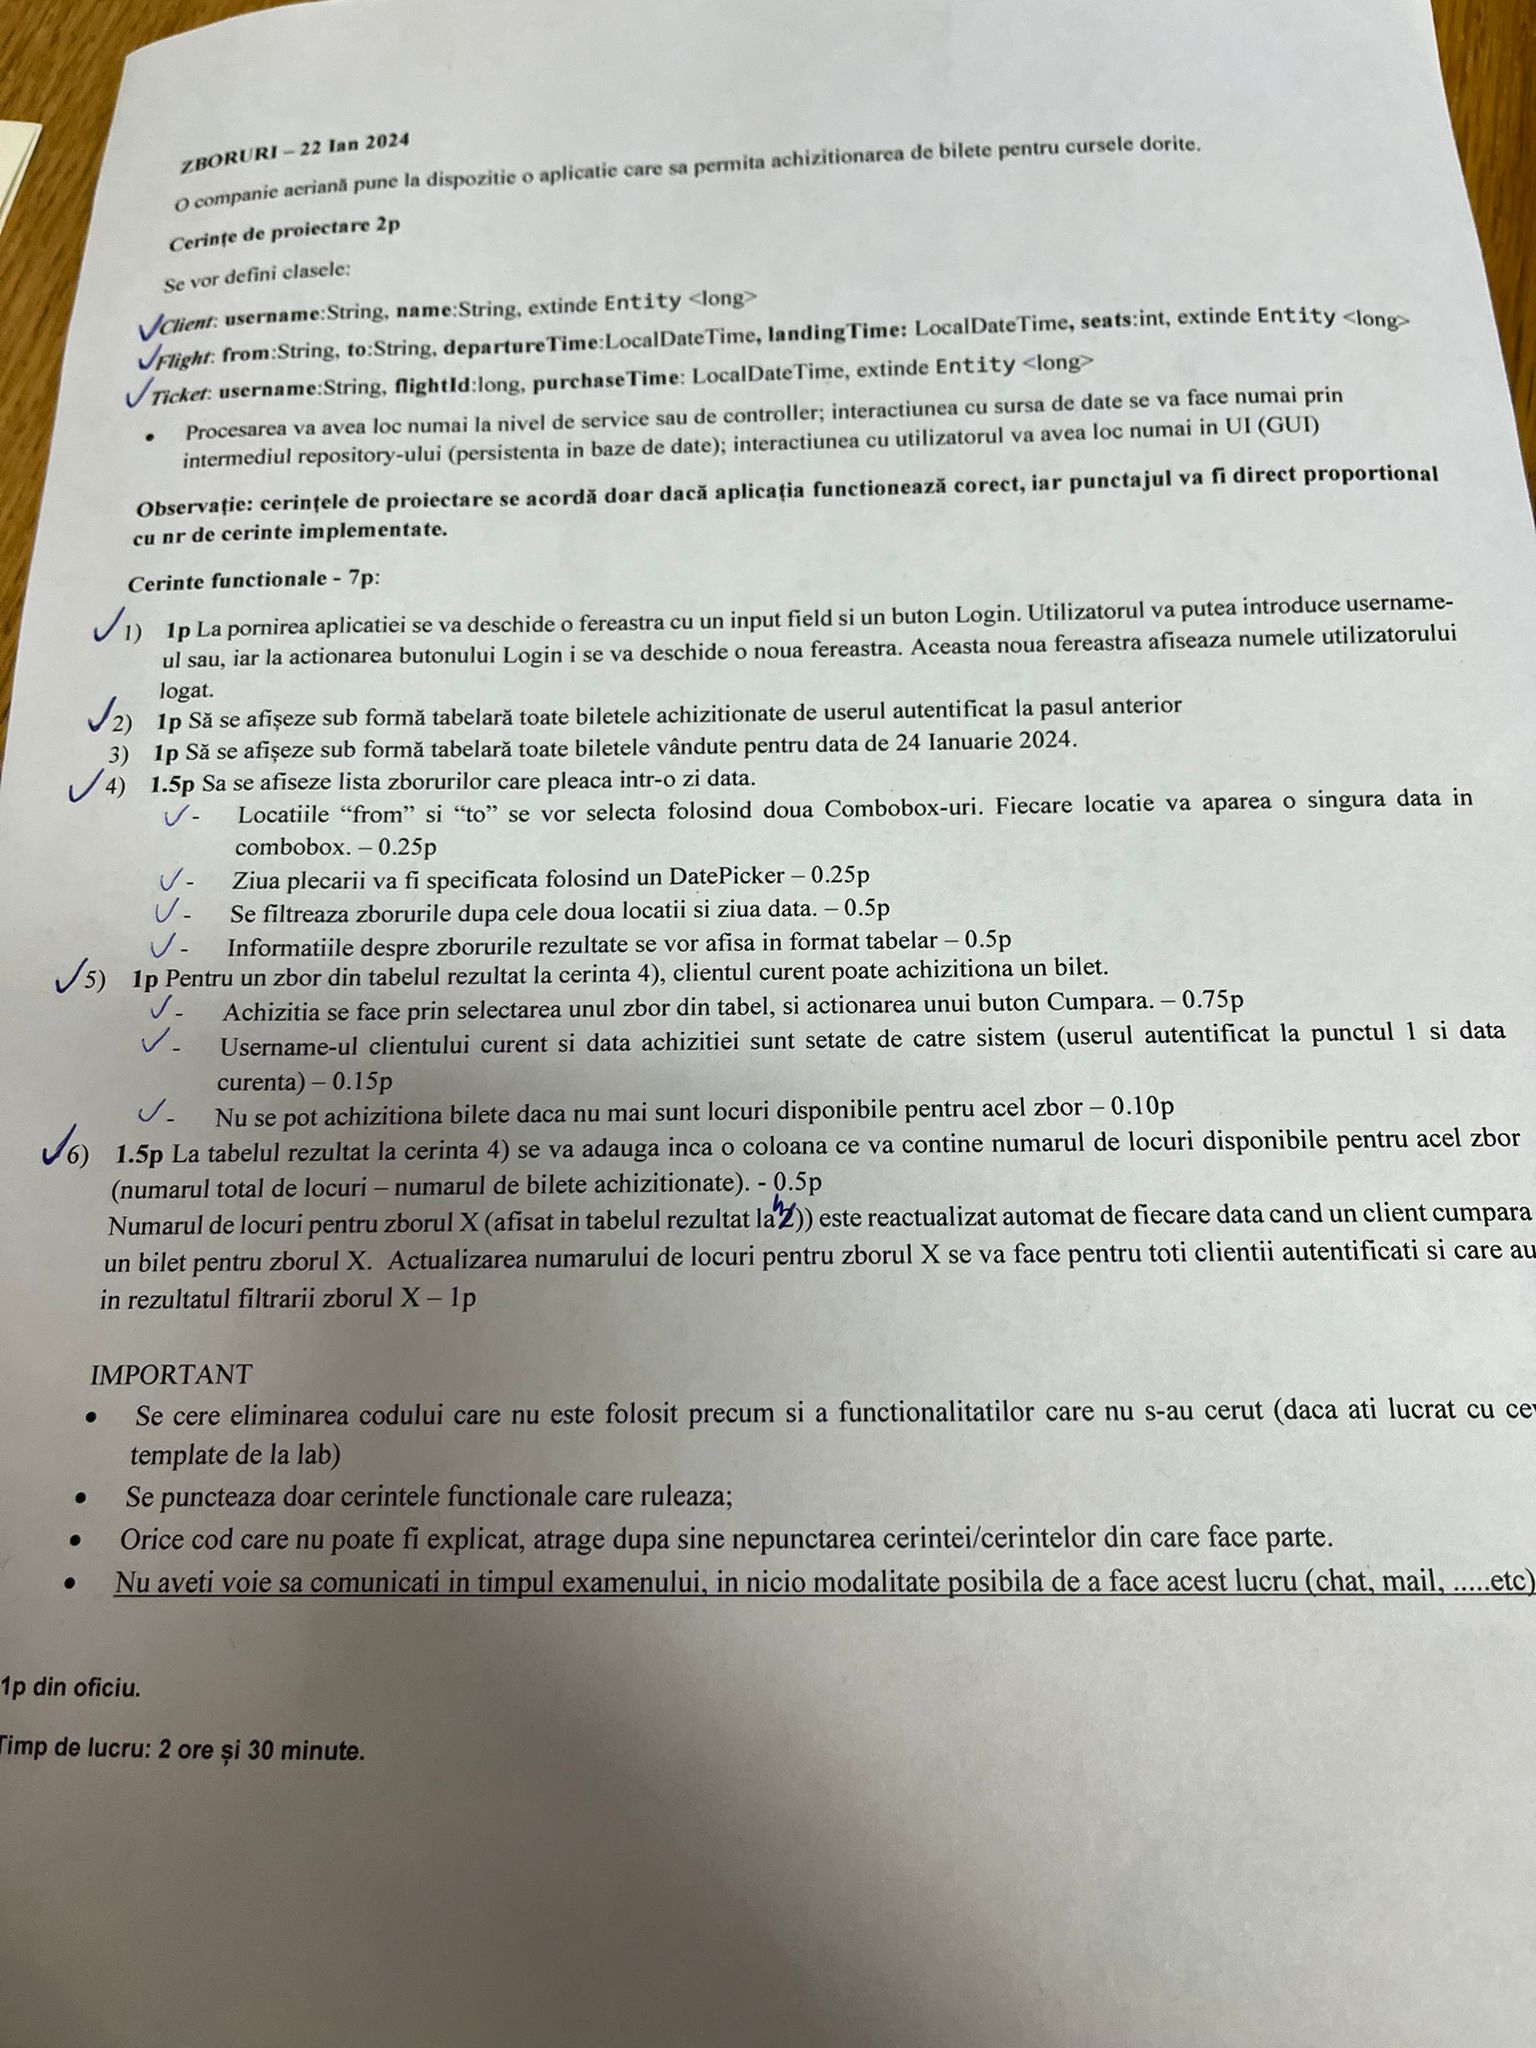 ZBORURI – 22 Ian 2024
O companie aeriană pune la dispozitie o aplicatie care sa permita achizitionarea de bilete pentru cursele dorite.
Cerințe de proiectare 2p
Se vor defini clasele:
Client: username:String, name:String, extinde Entity <long>
Flight: from:String, to:String, departureTime:LocalDateTime, landingTime: LocalDateTime, seats:int, extinde Entity <long>
Ticket: username:String, flightId:long, purchaseTime: LocalDateTime, extinde Entity <long>
• Procesarea va avea loc numai la nivel de service sau de controller; interactiunea cu sursa de date se va face numai prin
intermediul repository-ului (persistenta in baze de date); interactiunea cu utilizatorul va avea loc numai in UI (GUI)
Observație: cerințele de proiectare se acordă doar dacă aplicația functionează corect, iar punctajul va fi direct proportional
cu nr de cerinte implementate.
Cerinte functionale - 7p:
1) 1p La pornirea aplicatiei se va deschide o fereastra cu un input field si un buton Login. Utilizatorul va putea introduce username-
ul sau, iar la actionarea butonului Login i se va deschide o noua fereastra. Aceasta noua fereastra afiseaza numele utilizatorului
logat.
2) 1p Să se afișeze sub formă tabelară toate biletele achizitionate de userul autentificat la pasul anterior
3) 1p Să se afișeze sub formă tabelară toate biletele vândute pentru data de 24 Ianuarie 2024.
4) 1.5p Sa se afiseze lista zborurilor care pleaca intr-o zi data.
- Locatiile “from” si “to” se vor selecta folosind doua Combobox-uri. Fiecare locatie va aparea o singura data in
combobox. – 0.25p
- Ziua plecarii va fi specificata folosind un DatePicker – 0.25p
- Se filtreaza zborurile dupa cele doua locatii si ziua data. – 0.5p
- Informatiile despre zborurile rezultate se vor afisa in format tabelar – 0.5p
5) 1p Pentru un zbor din tabelul rezultat la cerinta 4), clientul curent poate achizitiona un bilet.
- Achizitia se face prin selectarea unul zbor din tabel, si actionarea unui buton Cumpara. – 0.75p
- Username-ul clientului curent si data achizitiei sunt setate de catre sistem (userul autentificat la punctul 1 si data
curenta) – 0.15p
- Nu se pot achizitiona bilete daca nu mai sunt locuri disponibile pentru acel zbor – 0.10p
6) 1.5p La tabelul rezultat la cerinta 4) se va adauga inca o coloana ce va contine numarul de locuri disponibile pentru acel zbor
(numarul total de locuri – numarul de bilete achizitionate). - 0.5p
Numarul de locuri pentru zborul X (afisat in tabelul rezultat la 2)) este reactualizat automat de fiecare data cand un client cumpara
un bilet pentru zborul X. Actualizarea numarului de locuri pentru zborul X se va face pentru toti clientii autentificati si care au
in rezultatul filtrarii zborul X – 1p
IMPORTANT
• Se cere eliminarea codului care nu este folosit precum si a functionalitatilor care nu s-au cerut (daca ati lucrat cu
template de la lab)
• Se puncteaza doar cerintele functionale care ruleaza;
• Orice cod care nu poate fi explicat, atrage dupa sine nepunctarea cerintei/cerintelor din care face parte.
• Nu aveti voie sa comunicati in timpul examenului, in nicio modalitate posibila de a face acest lucru (chat, mail, .....etc)
1p din oficiu.
Timp de lucru: 2 ore și 30 minute.